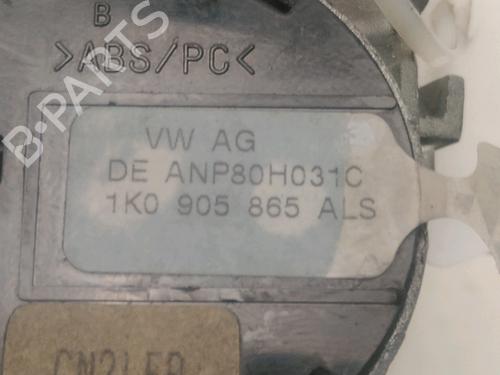 B
>ABS/PC<
B-PARTS
VW AG
DE ANP80H031C
1K0 905 865 ALS